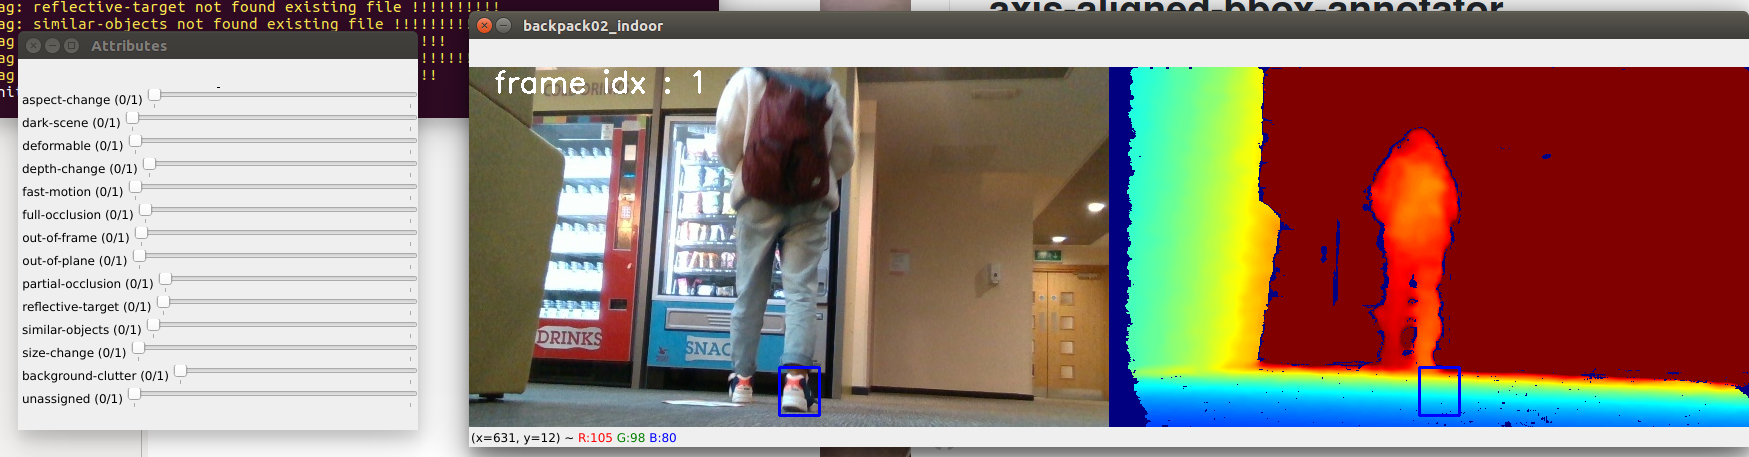 ag: reflective-target not found existing file !!!!!!!!!!
ag: similar-objects not found existing file !!!!!!!!!
axis-aligned-bbox-annotator
Attributes
aspect-change (0/1)
dark-scene (0/1)
deformable (0/1)
depth-change (0/1)
fast-motion (0/1)
full-occlusion (0/1)
out-of-frame (0/1)
out-of-plane (0/1)
partial-occlusion (0/1)
reflective-target (0/1)
similar-objects (0/1)
size-change (0/1)
background-clutter (0/1)
unassigned (0/1)
backpack02_indoor
frame idx : 1
DRINKS
SNAC
(x=631, y=12) ~ R:105 G:98 B:80